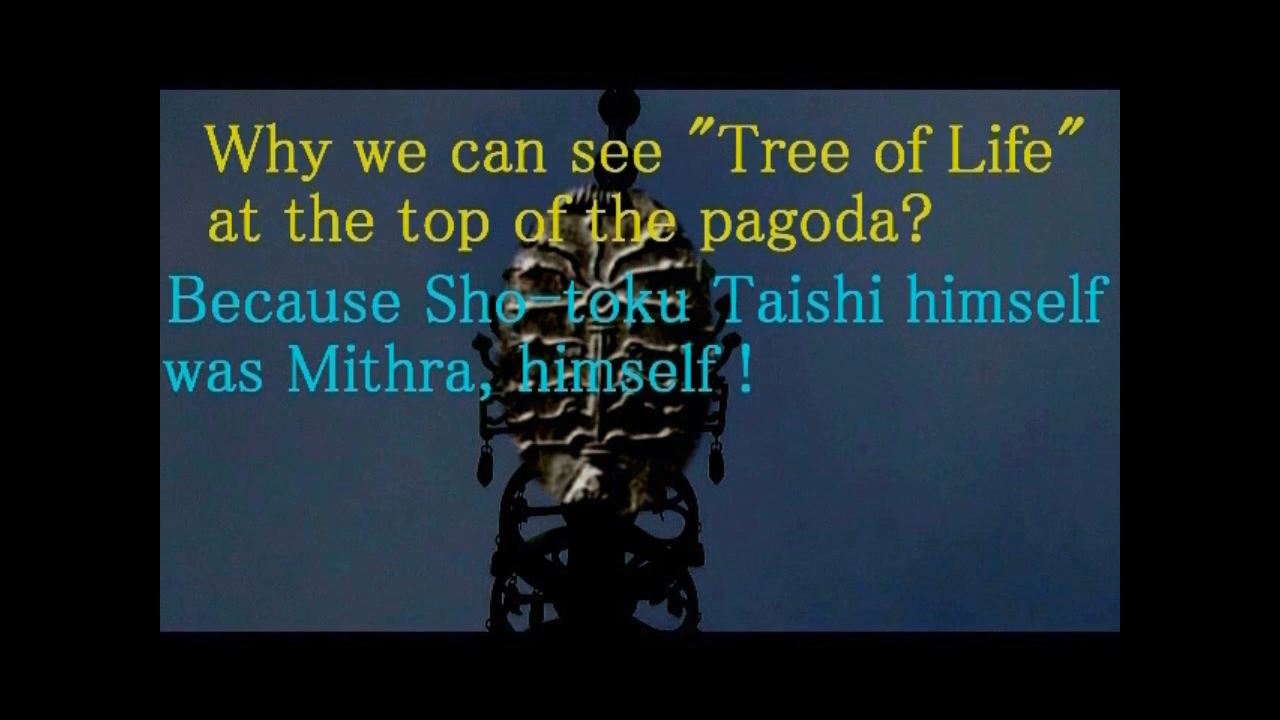 Why we can see "Tree of Life"
at the top of the pagoda?
Because Sho-toku Taishi himself
was Mithra, himself !